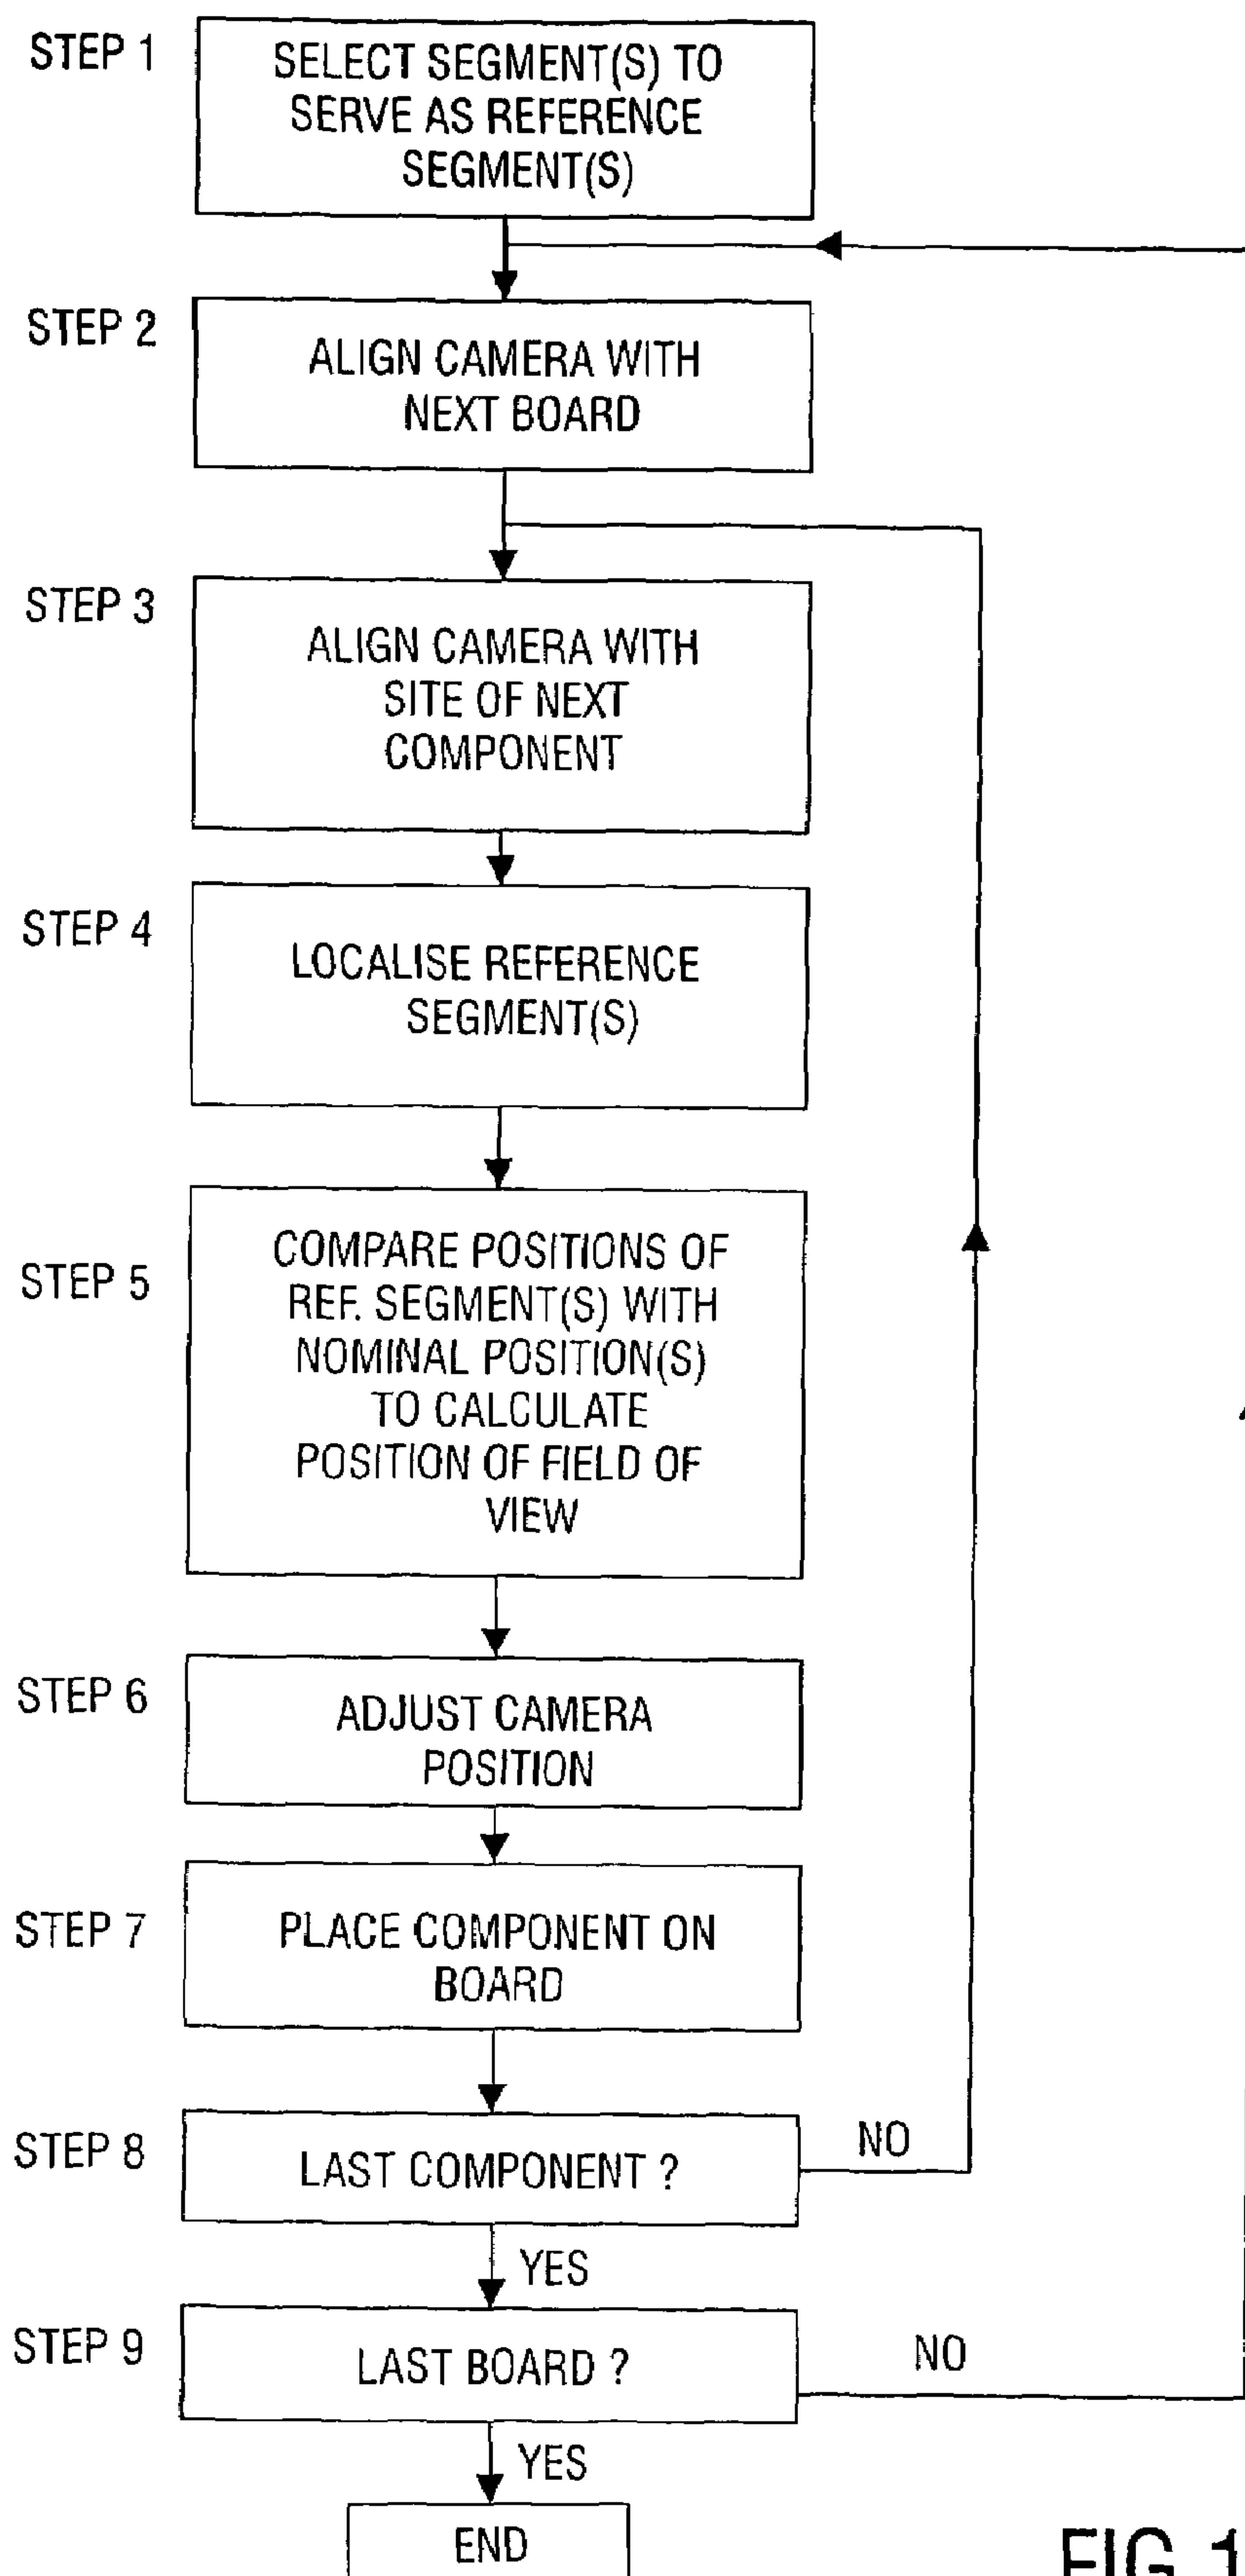 STEP 1
SELECT SEGMENT(S) TO
SERVE AS REFERENCE
SEGMENT(S)
STEP 2
ALIGN CAMERA WITH
NEXT BOARD
STEP 3
ALIGN CAMERA WITH
SITE OF NEXT
COMPONENT
STEP 4
LOCALISE REFERENCE
SEGMENT(S)
STEP 5
COMPARE POSITIONS OF
REF. SEGMENT(S) WITH
NOMINAL POSITION(S)
TO CALCULATE
POSITION OF FIELD OF
VIEW
STEP 6
ADJUST CAMERA
POSITION
STEP 7
PLACE COMPONENT ON
BOARD
STEP 8
LAST COMPONENT ?
NO
YES
STEP 9
LAST BOARD ?
NO
YES
END
FIG 1